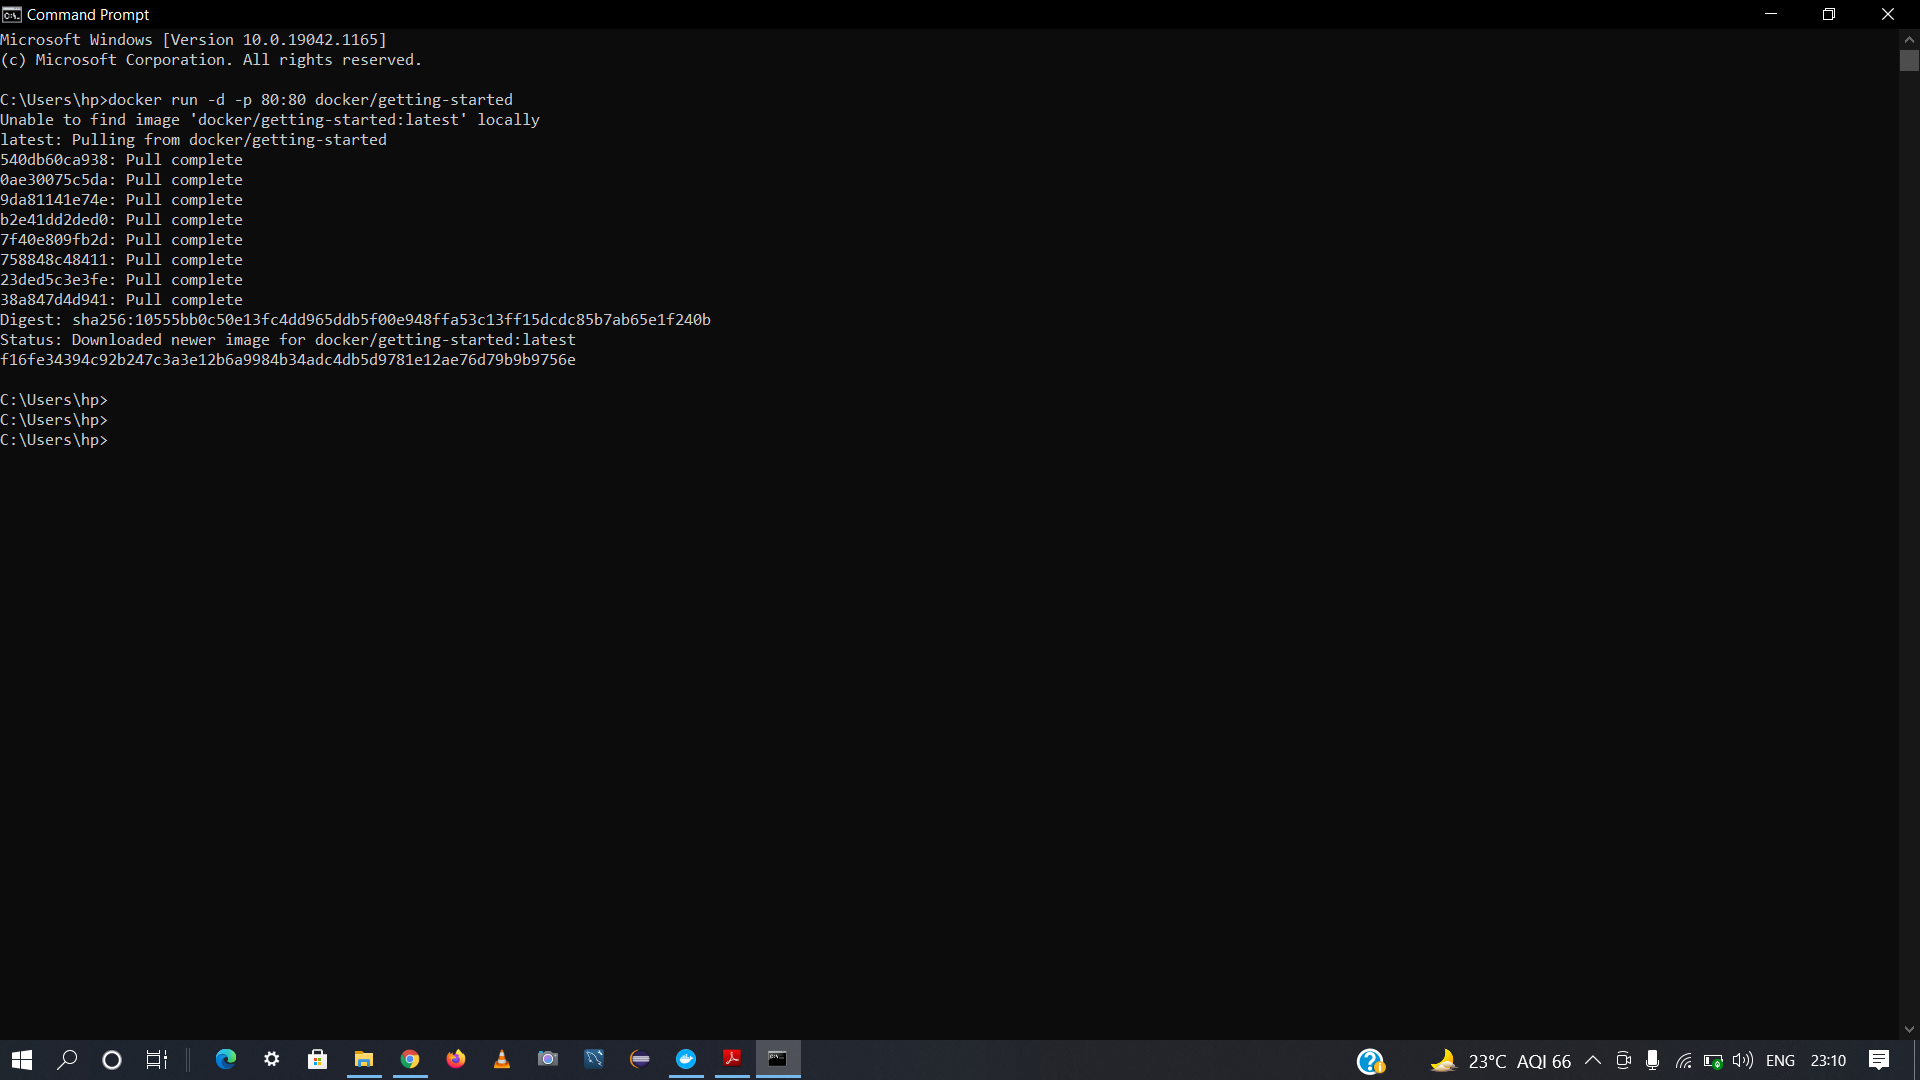 Command Prompt
Microsoft Windows [Version 10.0.19042.1165]
(c) Microsoft Corporation. All rights reserved.
C:\Users\hp>docker run -d -p 80:80 docker/getting-started
Unable to find image 'docker/getting-started:latest' locally
latest: Pulling from docker/getting-started
540db60ca938: Pull complete
0ae30075c5da: Pull complete
9da81141e74e: Pull complete
b2e41dd2ded0: Pull complete
7f40e809fb2d: Pull complete
758848c48411: Pull complete
23ded5c3e3fe: Pull complete
38a847d4d941: Pull complete
Digest: sha256:10555bb0c50e13fc4dd965ddb5f00e948ffa53c13ff15dcdc85b7ab65e1f240b
Status: Downloaded newer image for docker/getting-started:latest
f16fe34394c92b247c3a3e12b6a9984b34adc4db5d9781e12ae76d79b9b9756e
C:\Users\hp>
C:\Users\hp>
C:\Users\hp>
23°C AQI 66 ENG 23:10